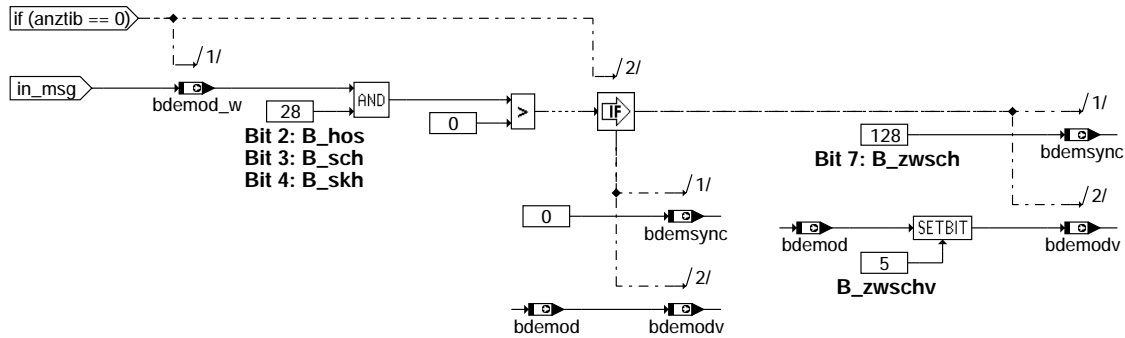 if (anztib == 0)
/1/
/2/
in_msg
bdemod_w
AND
28
Bit 2: B_hos
Bit 3: B_sch
Bit 4: B_skh
0
>
IF
/1/
128
Bit 7: B_zwsch
bdemsync
/1/
0
bdemsync
/2/
bdemod
SETBIT
bdemodv
5
B_zwschv
/2/
bdemod
bdemodv